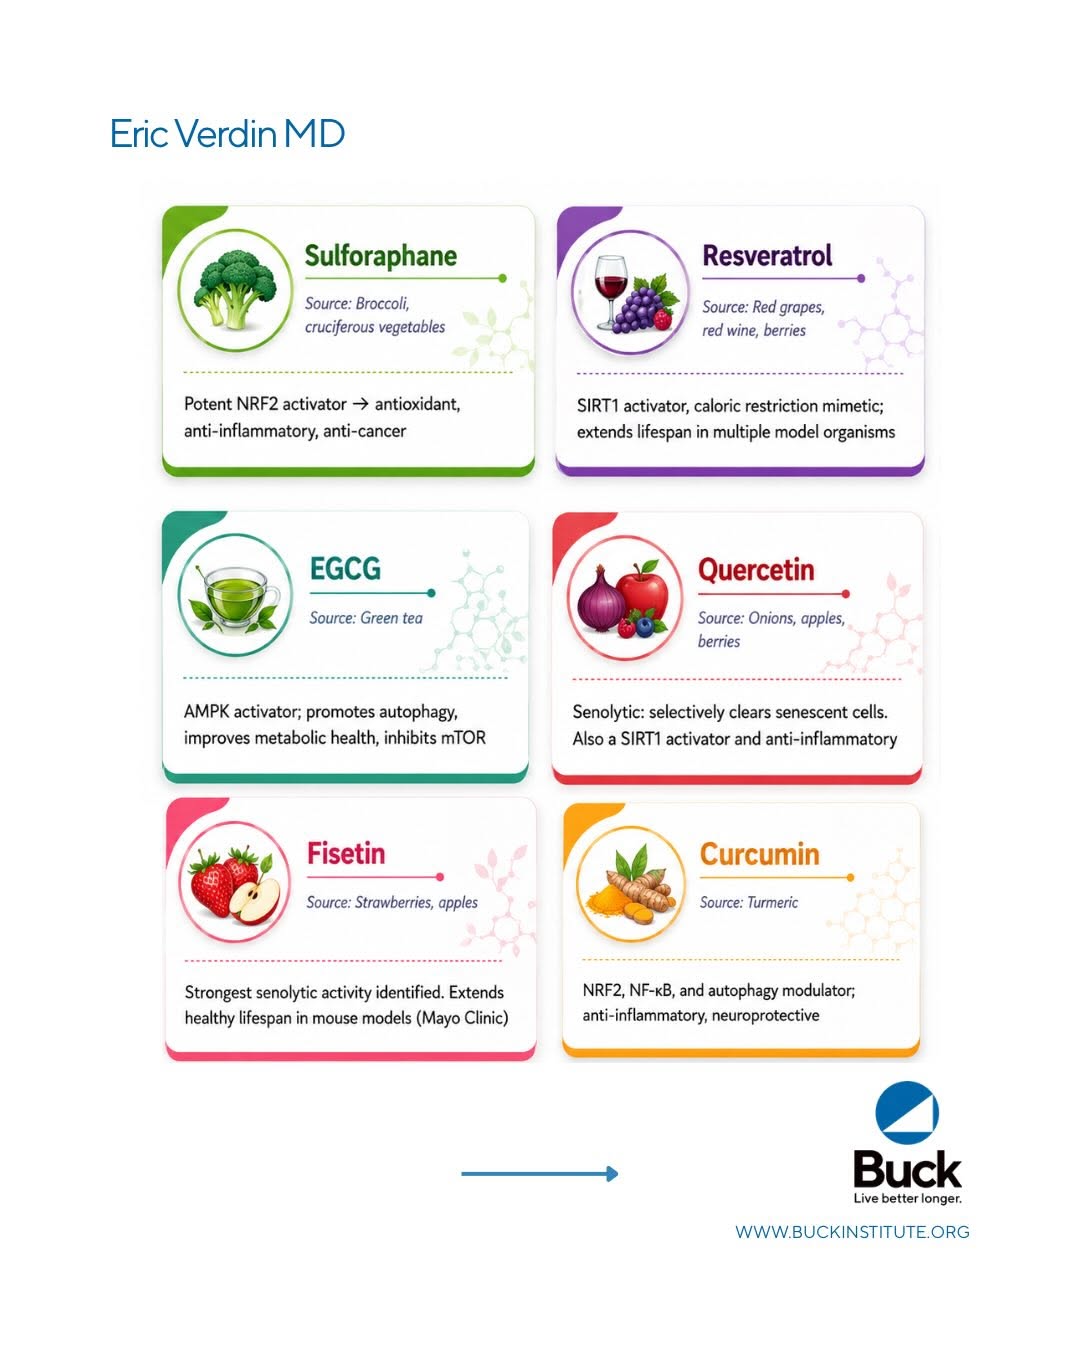 Eric Verdin MD
Sulforaphane
Source: Broccoli,
cruciferous vegetables
Potent NRF2 activator → antioxidant,
anti-inflammatory, anti-cancer
Resveratrol
Source: Red grapes,
red wine, berries
SIRT1 activator, caloric restriction mimetic;
extends lifespan in multiple model organisms
EGCG
Source: Green tea
AMPK activator; promotes autophagy,
improves metabolic health, inhibits mTOR
Quercetin
Source: Onions, apples,
berries
Senolytic: selectively clears senescent cells.
Also a SIRT1 activator and anti-inflammatory
Fisetin
Source: Strawberries, apples
Strongest senolytic activity identified. Extends
healthy lifespan in mouse models (Mayo Clinic)
Curcumin
Source: Turmeric
NRF2, NF-κB, and autophagy modulator;
anti-inflammatory, neuroprotective
Buck
Live better longer.
WWW.BUCKINSTITUTE.ORG